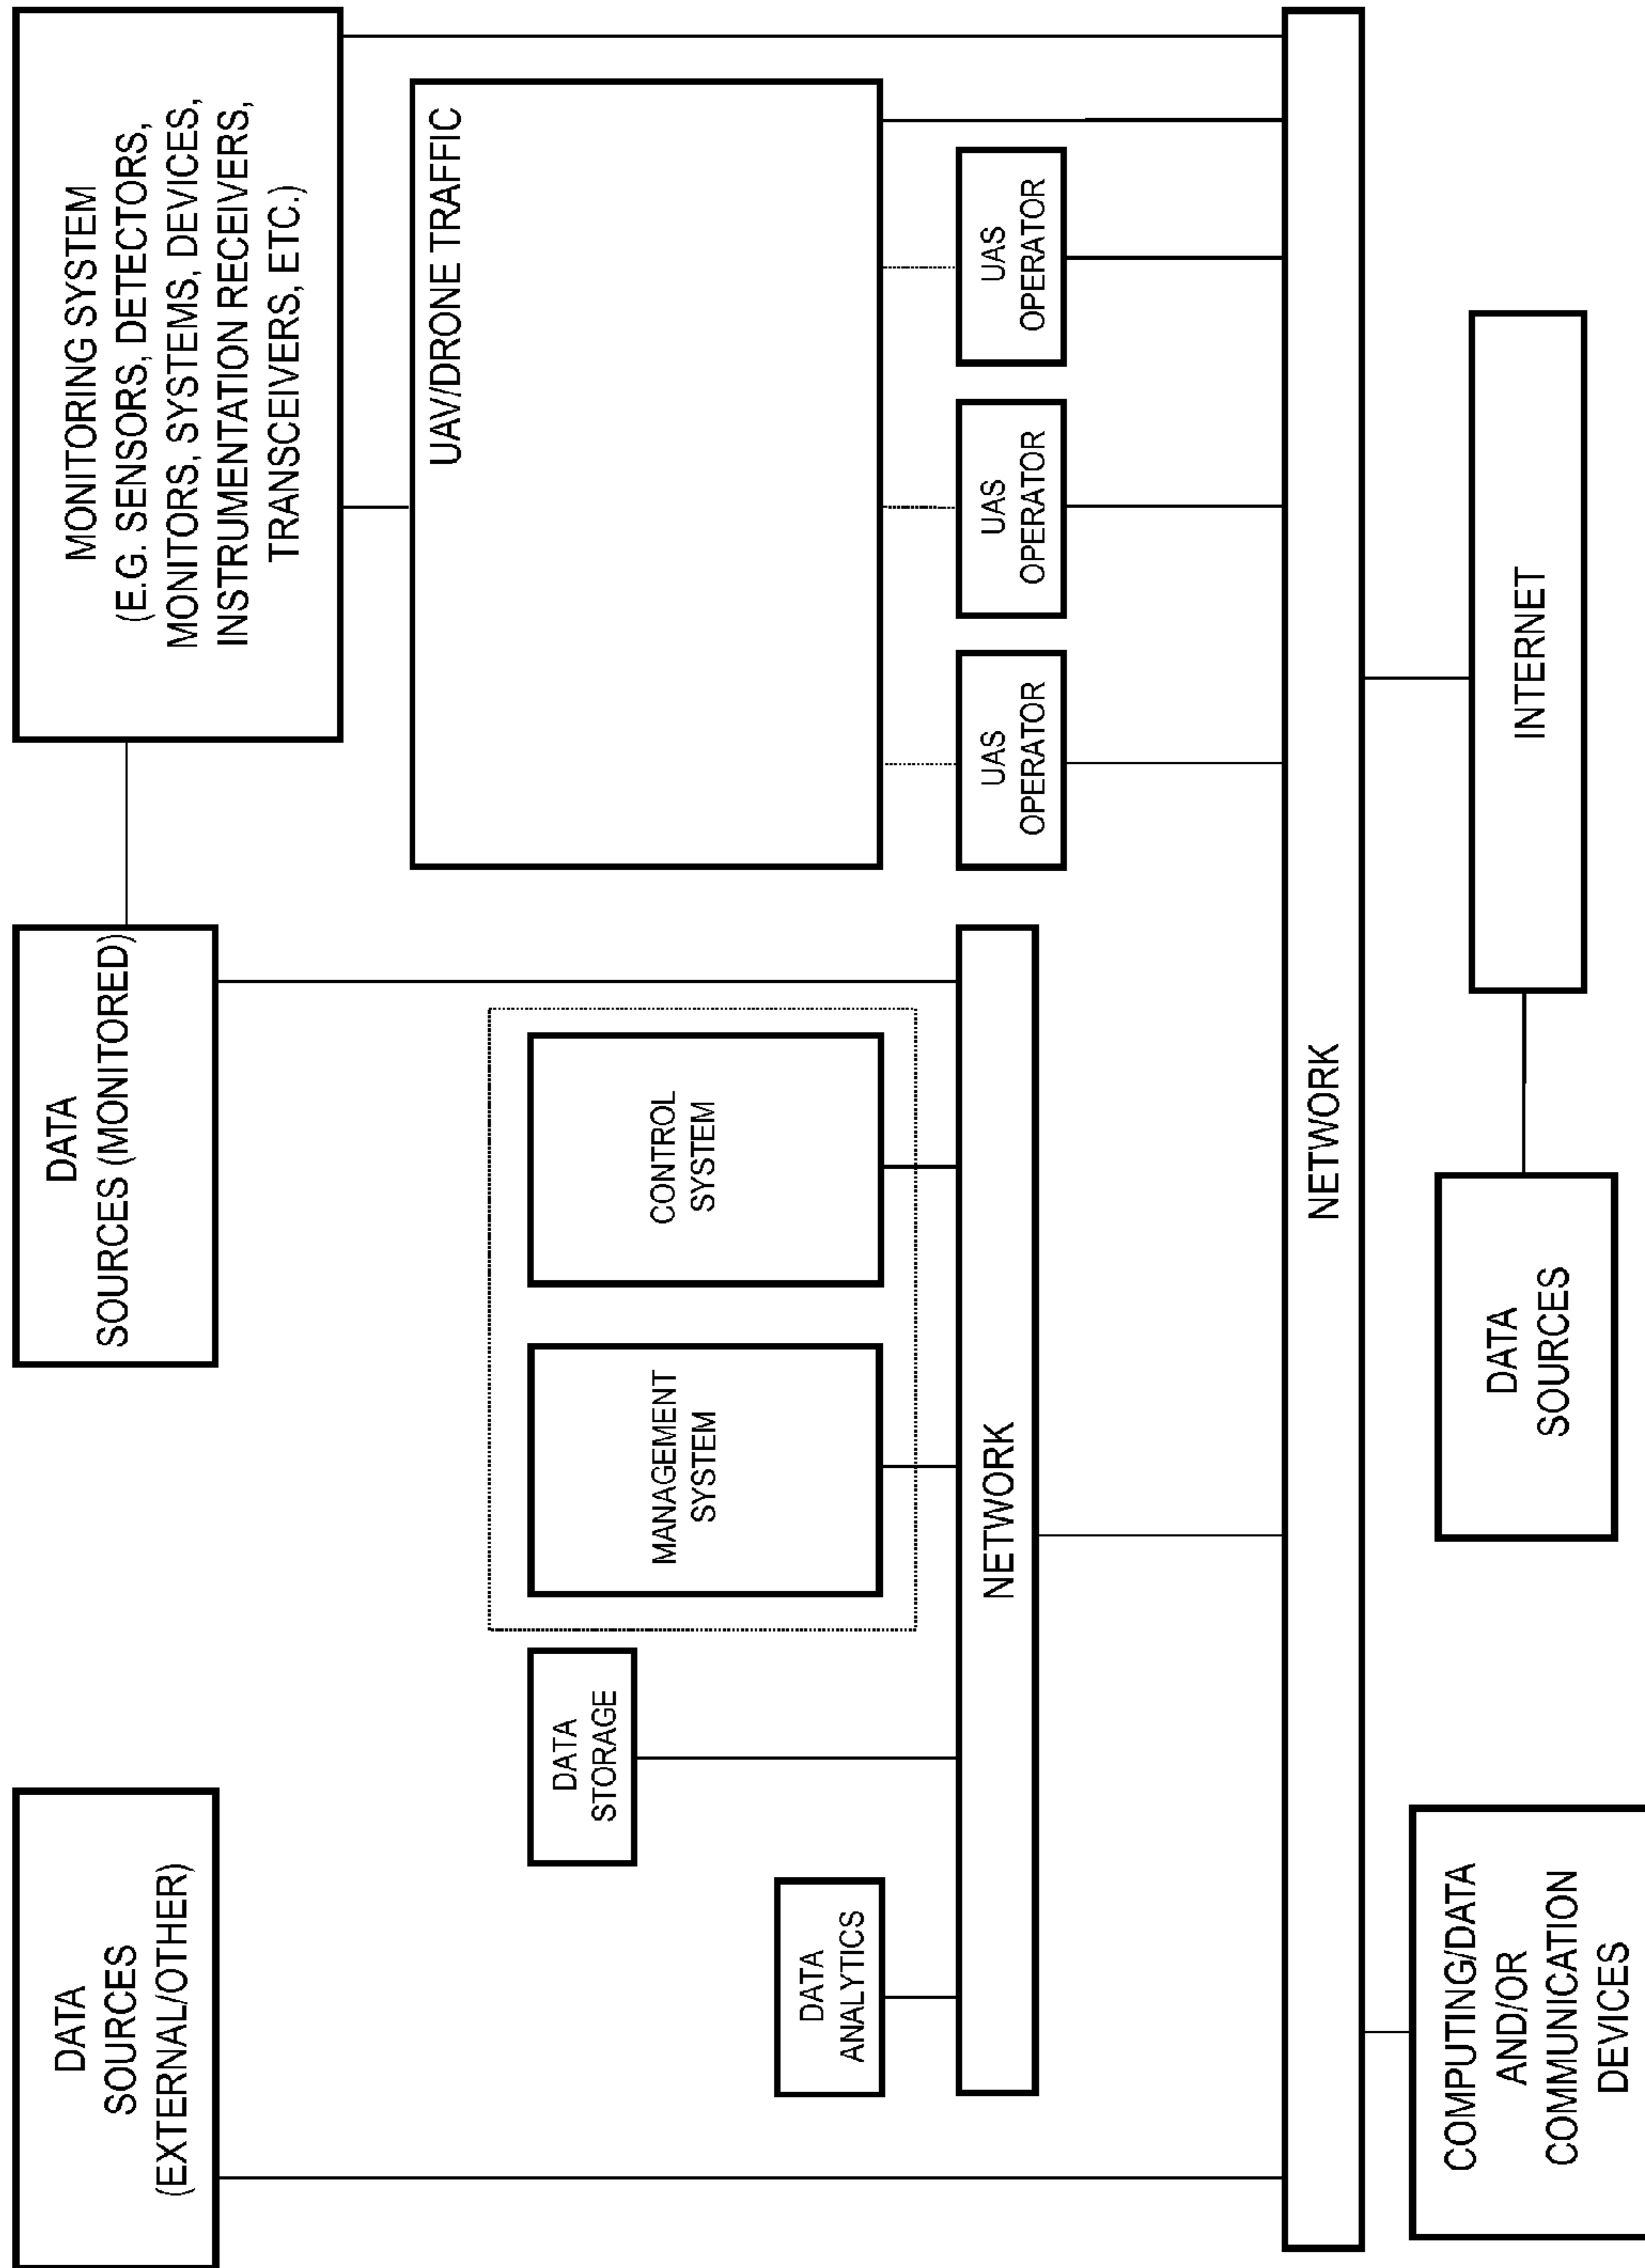 DATA
SOURCES
(EXTERNAL/OTHER)
DATA
SOURCES (MONITORED)
MONITORING SYSTEM
(E.G. SENSORS, DETECTORS,
MONITORS, SYSTEMS, DEVICES,
INSTRUMENTATION RECEIVERS,
TRANSCEIVERS, ETC.)
UAV/DRONE TRAFFIC
DATA
STORAGE
MANAGEMENT
SYSTEM
CONTROL
SYSTEM
DATA
ANALYTICS
UAS
OPERATOR
UAS
OPERATOR
UAS
OPERATOR
NETWORK
NETWORK
COMPUTING/DATA
AND/OR
COMMUNICATION
DEVICES
DATA
SOURCES
INTERNET